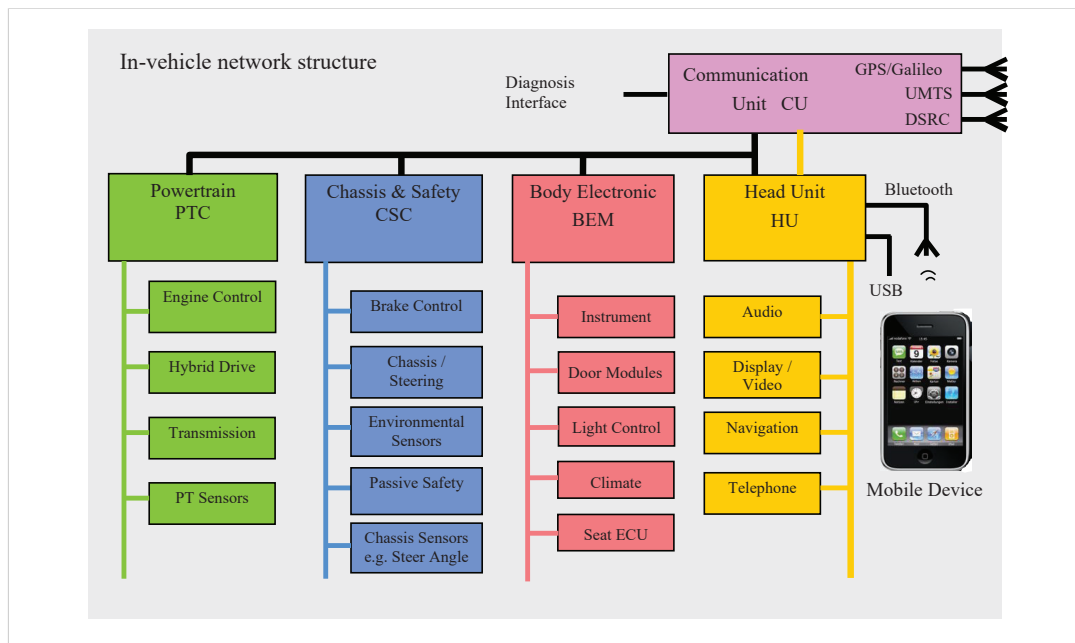 In-vehicle network structure
Diagnosis
Interface
Communication
Unit CU
GPS/Galileo
UMTS
DSRC
Powertrain
PTC
Chassis & Safety
CSC
Body Electronic
BEM
Head Unit
HU
Bluetooth
USB
Engine Control
Hybrid Drive
Transmission
PT Sensors
Brake Control
Chassis /
Steering
Environmental
Sensors
Passive Safety
Chassis Sensors
e.g. Steer Angle
Instrument
Door Modules
Light Control
Climate
Seat ECU
Audio
Display /
Video
Navigation
Telephone
Mobile Device